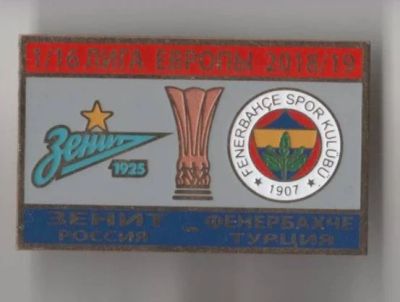 1/16 ЛИГА ЕВРОПЫ 2018/19
Зенит
1925
FENERBAHÇE SPOR KULÜBÜ
★ 1907 ★
ЗЕНИТ - ФЕНЕРБАХЧЕ
РОССИЯ ТУРЦИЯ